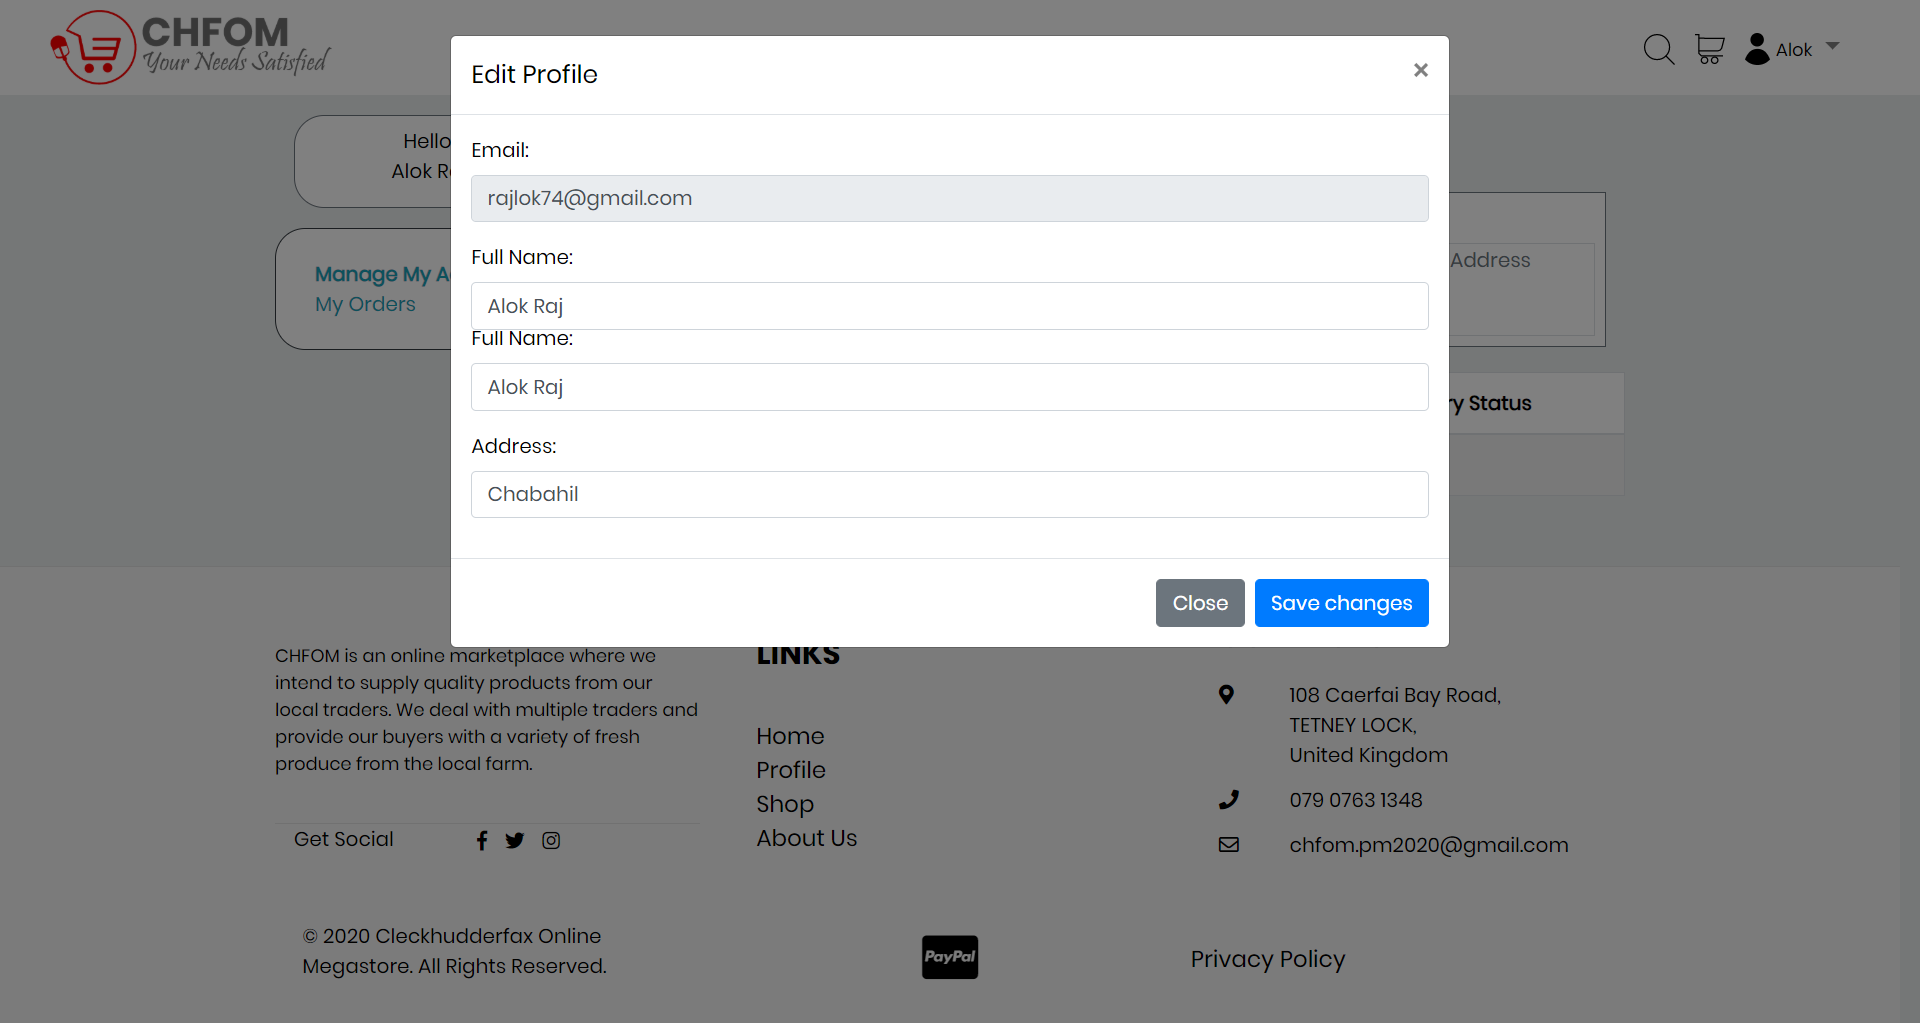 CHFOM
Your Needs Satisfied
Alok
Edit Profile
×
Hello
Alok
Email:
rajlok74@gmail.com
Full Name:
Alok Raj
Full Name:
Alok Raj
Address:
Chabahil
Close
Save changes
Manage My
My Orders
Address
Status
CHFOM is an online marketplace where we
intend to supply quality products from our
local traders. We deal with multiple traders and
provide our buyers with a variety of fresh
produce from the local farm.
Get Social
LINKS
Home
Profile
Shop
About Us
108 Caerfai Bay Road,
TETNEY LOCK,
United Kingdom
079 0763 1348
chfom.pm2020@gmail.com
© 2020 Cleckhudderfax Online
Megastore. All Rights Reserved.
PayPal
Privacy Policy